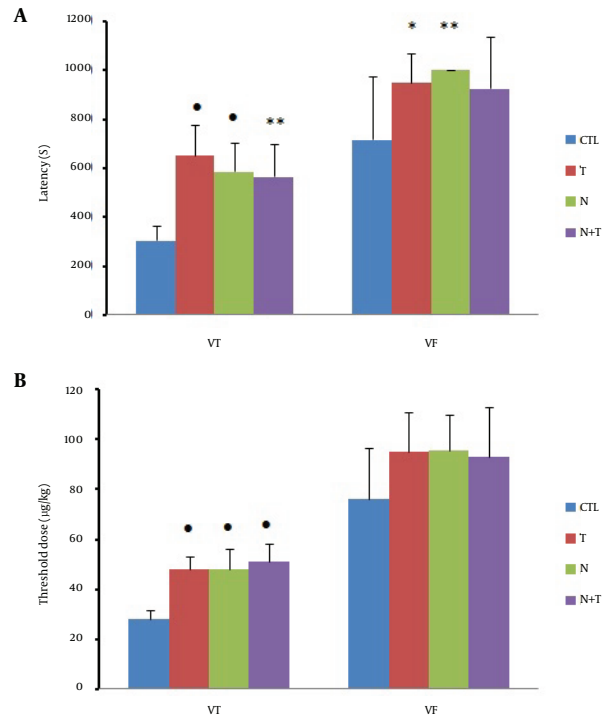 A
1200
1000
800
600
400
200
0
Latency (S)
* **
**
VT VF
CTL
T
N
N+T
B
120
100
80
60
40
20
0
Threshold dose (µg/kg)
VT VF
CTL
T
N
N+T